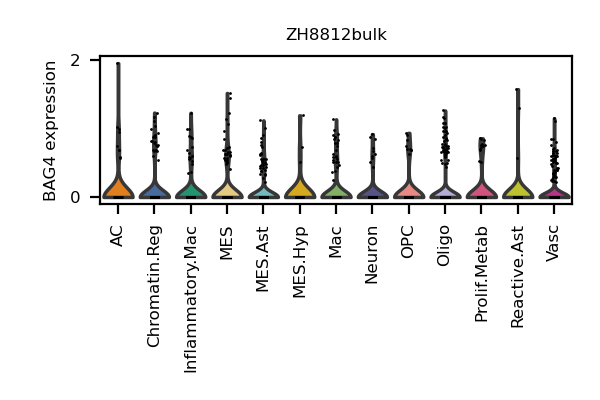 ZH8812bulk
BAG4 expression
2
0
AC
Chromatin.Reg
Inflammatory.Mac
MES
MES.Ast
MES.Hyp
Mac
Neuron
OPC
Oligo
Prolif.Metab
Reactive.Ast
Vasc